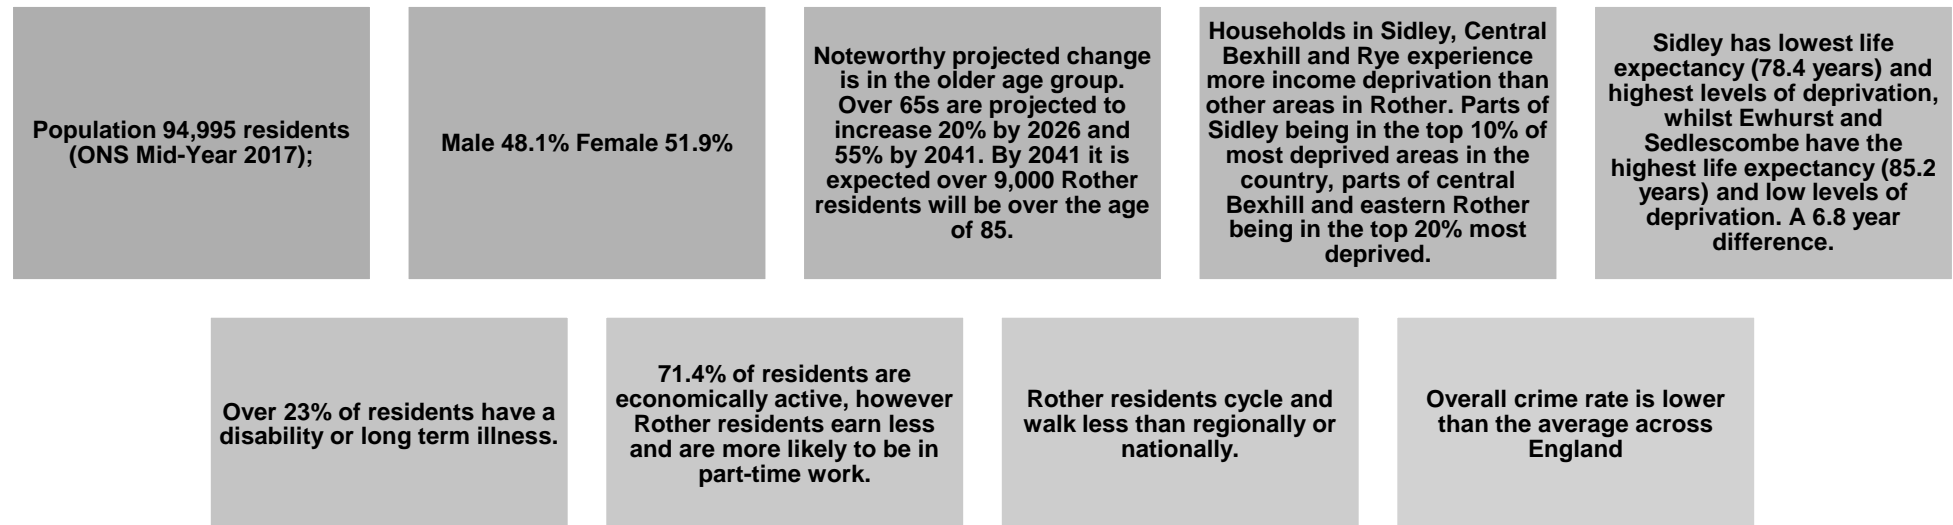 Population 94,995 residents
(ONS Mid-Year 2017);
Male 48.1% Female 51.9%
Noteworthy projected change
is in the older age group.
Over 65s are projected to
increase 20% by 2026 and
55% by 2041. By 2041 it is
expected over 9,000 Rother
residents will be over the age
of 85.
Households in Sidley, Central
Bexhill and Rye experience
more income deprivation than
other areas in Rother. Parts of
Sidley being in the top 10% of
most deprived areas in the
country, parts of central
Bexhill and eastern Rother
being in the top 20% most
deprived.
Sidley has lowest life
expectancy (78.4 years) and
highest levels of deprivation,
whilst Ewhurst and
Sedlescombe have the
highest life expectancy (85.2
years) and low levels of
deprivation. A 6.8 year
difference.
Over 23% of residents have a
disability or long term illness.
71.4% of residents are
economically active, however
Rother residents earn less
and are more likely to be in
part-time work.
Rother residents cycle and
walk less than regionally or
nationally.
Overall crime rate is lower
than the average across
England